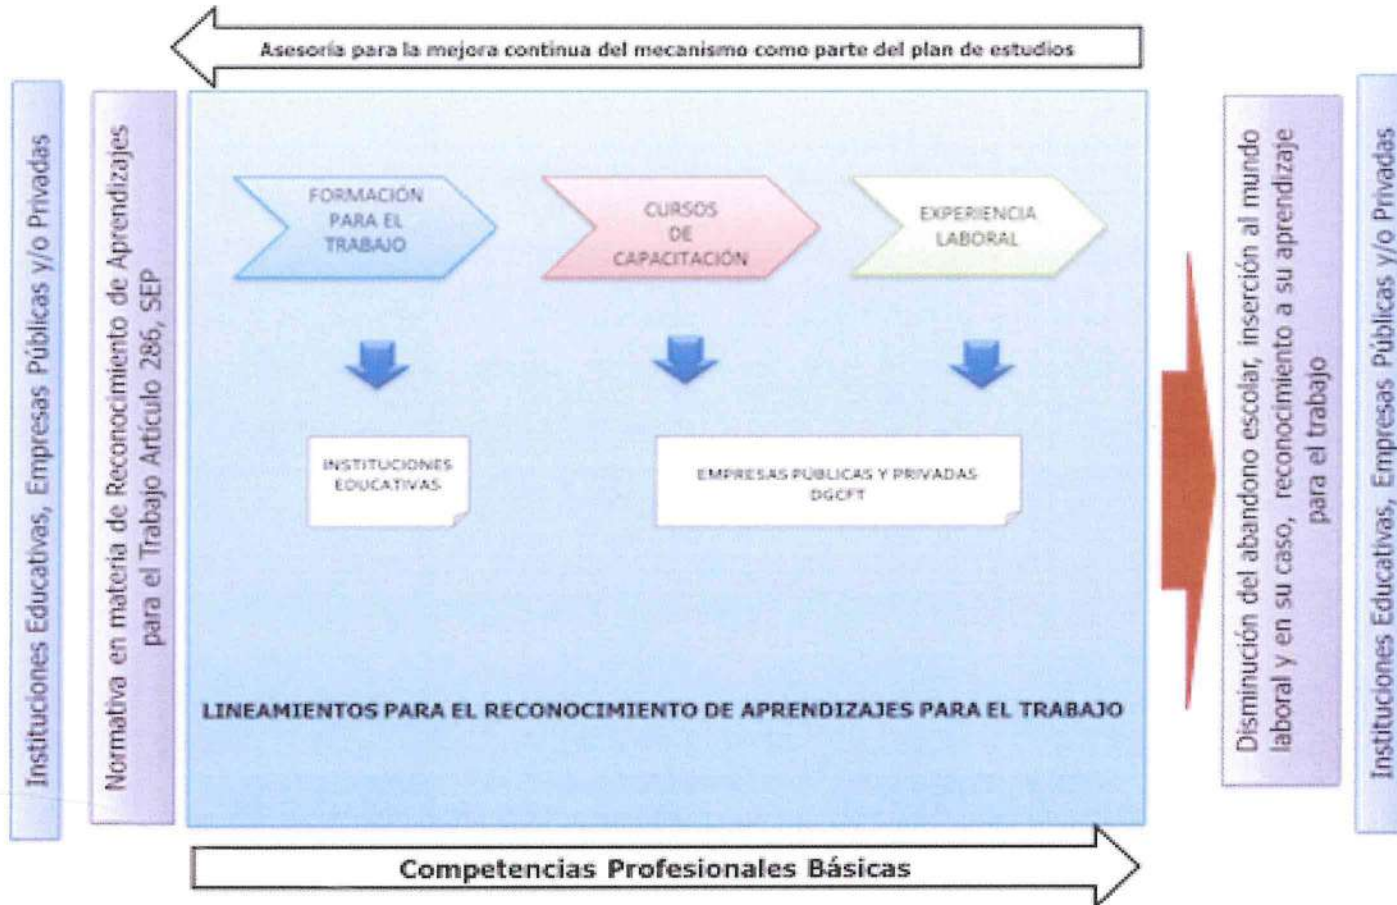 Asesoría para la mejora continua del mecanismo como parte del plan de estudios
Instituciones Educativas, Empresas Públicas y/o Privadas
Normativa en materia de Reconocimiento de Aprendizajes
para el Trabajo Artículo 286, SEP
FORMACIÓN
PARA EL
TRABAJO
CURSOS
DE
CAPACITACIÓN
EXPERIENCIA
LABORAL
INSTITUCIONES
EDUCATIVAS
EMPRESAS PÚBLICAS Y PRIVADAS
DGCFT
LINEAMIENTOS PARA EL RECONOCIMIENTO DE APRENDIZAJES PARA EL TRABAJO
Disminución del abandono escolar, inserción al mundo
laboral y en su caso, reconocimiento a su aprendizaje
para el trabajo
Instituciones Educativas, Empresas Públicas y/o Privadas
Competencias Profesionales Básicas